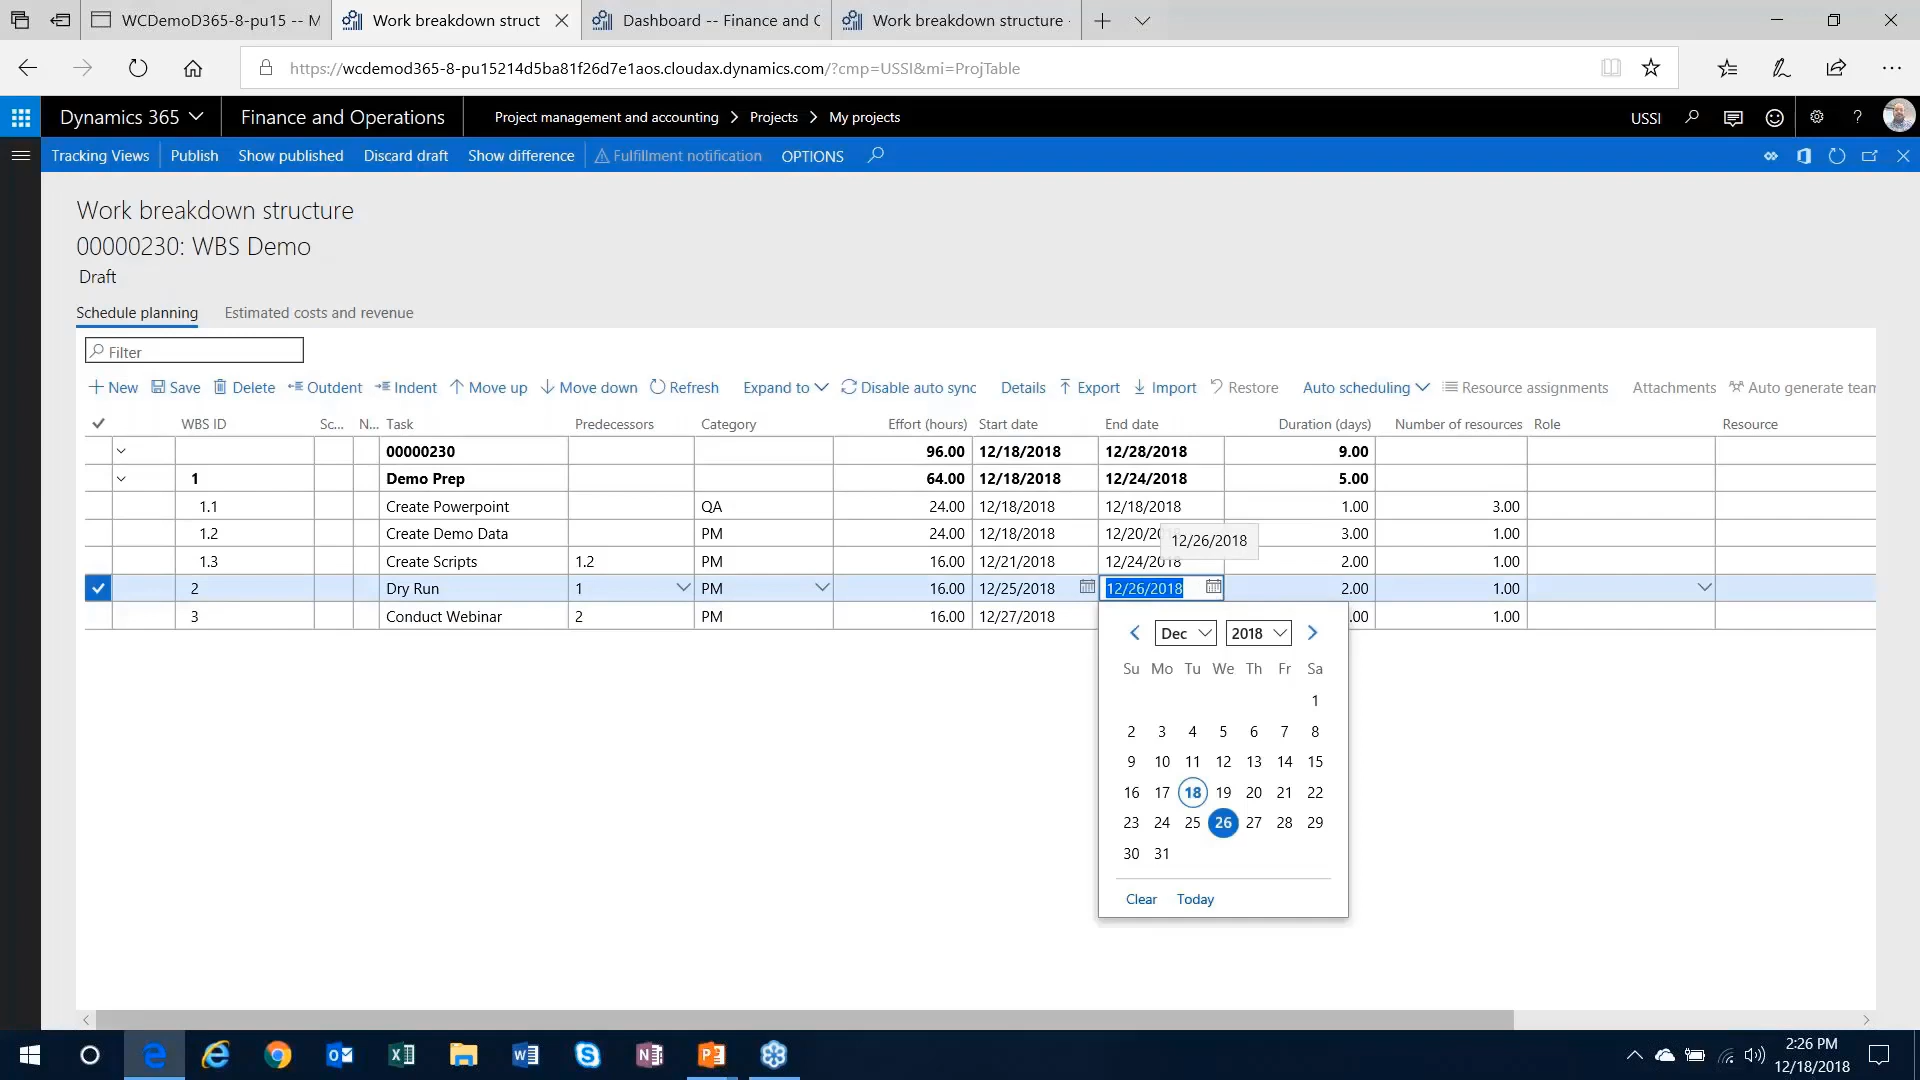 WCDemoD365-8-pu15 -- M
Work breakdown struct
Dashboard -- Finance and C
Work breakdown structure
https://wcdemod365-8-pu15214d5ba81f26d7e1aos.cloudax.dynamics.com/?cmp=USSI&mi=ProjTable
Dynamics 365 Finance and Operations Project management and accounting Projects My projects USSI ?
Tracking Views Publish Show published Discard draft Show difference Fulfillment notification OPTIONS
Work breakdown structure
00000230: WBS Demo
Draft
Schedule planning Estimated costs and revenue
Filter
New Save Delete Outdent Indent Move up Move down Refresh Expand to Disable auto sync Details Export Import Restore Auto scheduling Resource assignments Attachments Auto generate team
WBS ID Sc... N... Task Predecessors Category Effort (hours) Start date End date Duration (days) Number of resources Role Resource
00000230 96.00 12/18/2018 12/28/2018 9.00
1 Demo Prep 64.00 12/18/2018 12/24/2018 5.00
1.1 Create Powerpoint QA 24.00 12/18/2018 12/18/2018 1.00 3.00
1.2 Create Demo Data PM 24.00 12/18/2018 12/20/20 3.00 1.00
12/26/2018
1.3 Create Scripts 1.2 PM 16.00 12/21/2018 12/24/2018 2.00 1.00
2 Dry Run 1 PM 16.00 12/25/2018 12/26/2018 2.00 1.00
3 Conduct Webinar 2 PM 16.00 12/27/2018 .00 1.00
Dec 2018
Su Mo Tu We Th Fr Sa
1
2 3 4 5 6 7 8
9 10 11 12 13 14 15
16 17 18 19 20 21 22
23 24 25 26 27 28 29
30 31
Clear Today
2:26 PM
12/18/2018